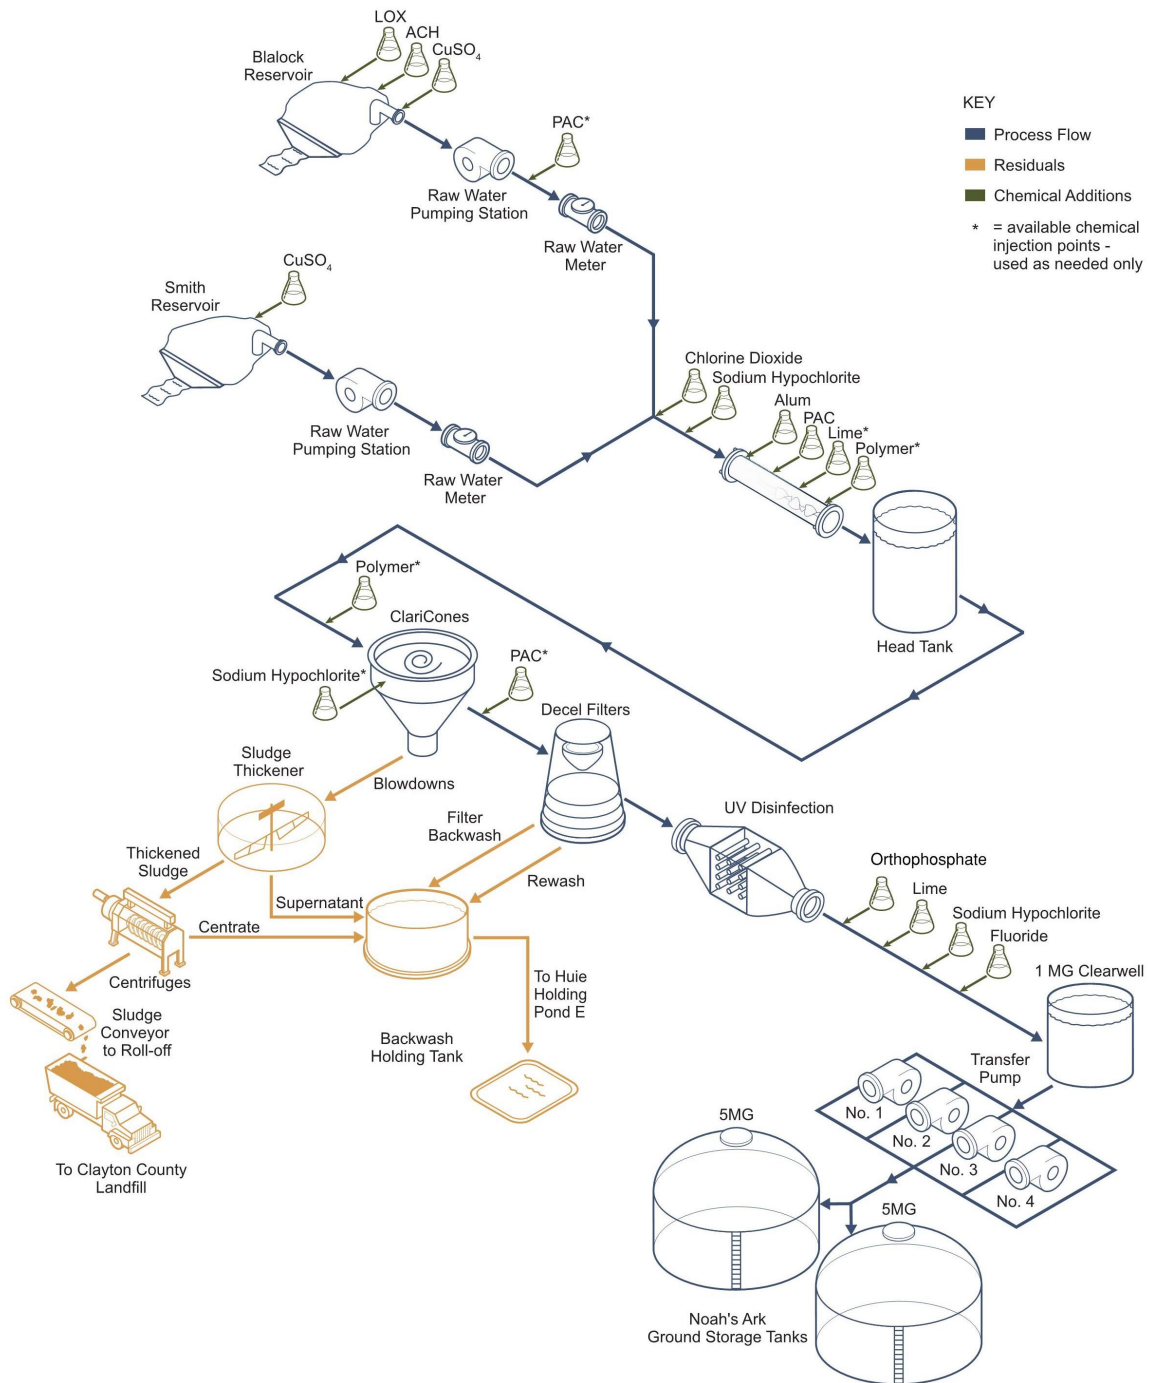 LOX
ACH
CuSO₄
Blalock
Reservoir
PAC*
Raw Water
Pumping Station
Raw Water
Meter
KEY
Process Flow
Residuals
Chemical Additions
* = available chemical
injection points -
used as needed only
CuSO₄
Smith
Reservoir
Raw Water
Pumping Station
Raw Water
Meter
Chlorine Dioxide
Sodium Hypochlorite
Alum
PAC
Lime*
Polymer*
Head Tank
Polymer*
ClariCones
Sodium Hypochlorite*
PAC*
Decel Filters
Sludge
Thickener
Blowdowns
UV Disinfection
Filter
Backwash
Thickened
Sludge
Rewash
Supernatant
Centrate
Orthophosphate
Lime
Sodium Hypochlorite
Fluoride
1 MG Clearwell
Centrifuges
To Huie
Holding
Pond E
Sludge
Conveyor
to Roll-off
Backwash
Holding Tank
Transfer
Pump
No. 1
No. 2
No. 3
No. 4
5MG
5MG
To Clayton County
Landfill
Noah's Ark
Ground Storage Tanks